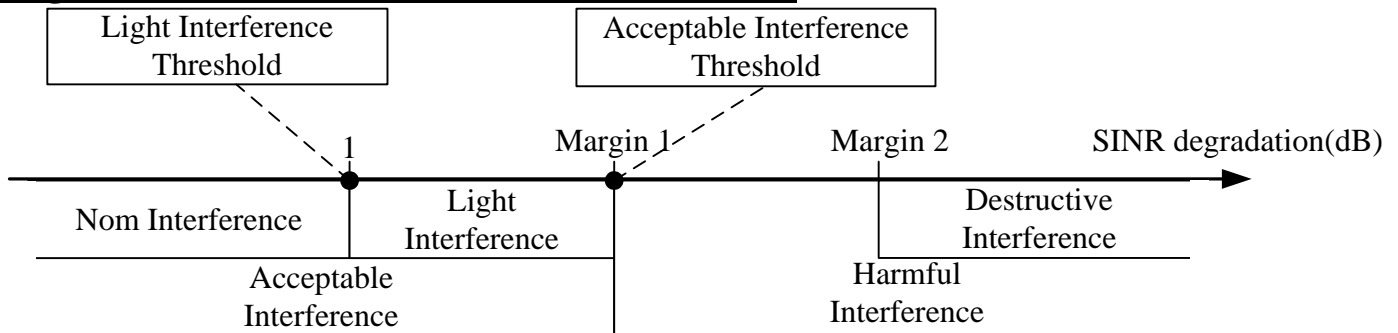 Light Interference
Threshold
Acceptable Interference
Threshold
1
Margin 1
Margin 2
SINR degradation(dB)
Nom Interference
Light
Interference
Destructive
Interference
Acceptable
Interference
Harmful
Interference